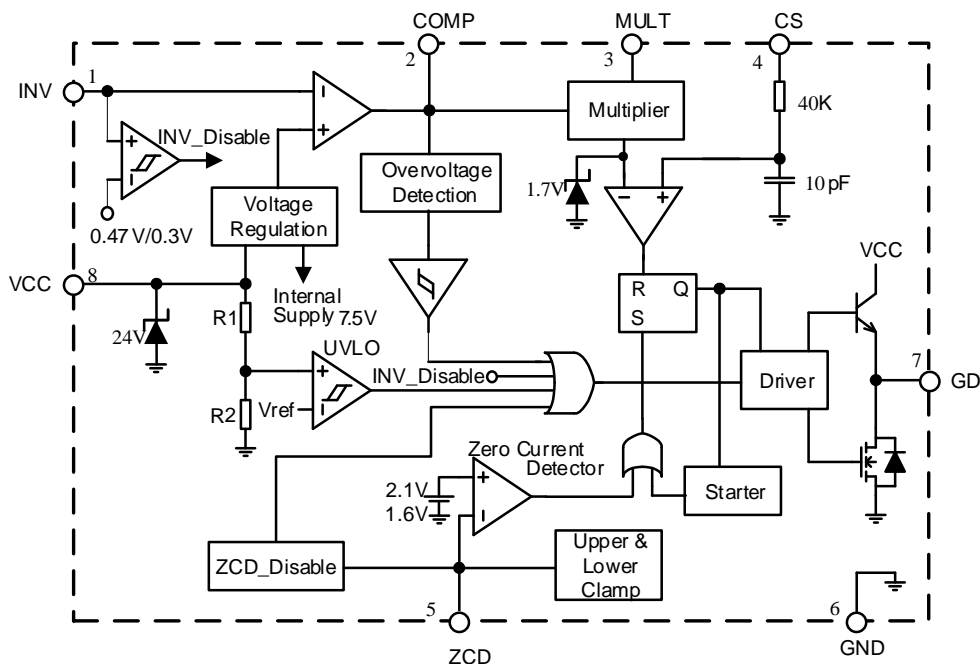 COMP
MULT
CS
2
3
4
INV
1
40K
Multiplier
INV_Disable
Overvoltage
Detection
1.7V
10pF
Voltage
Regulation
0.47V/0.3V
VCC
8
VCC
R Q
S
Internal
Supply 7.5V
R1
24V
UVLO
INV_Disable
7
GD
Driver
R2
Vref
Zero Current
Detector
2.1V
1.6V
Starter
ZCD_Disable
Upper &
Lower
Clamp
5
ZCD
6
GND